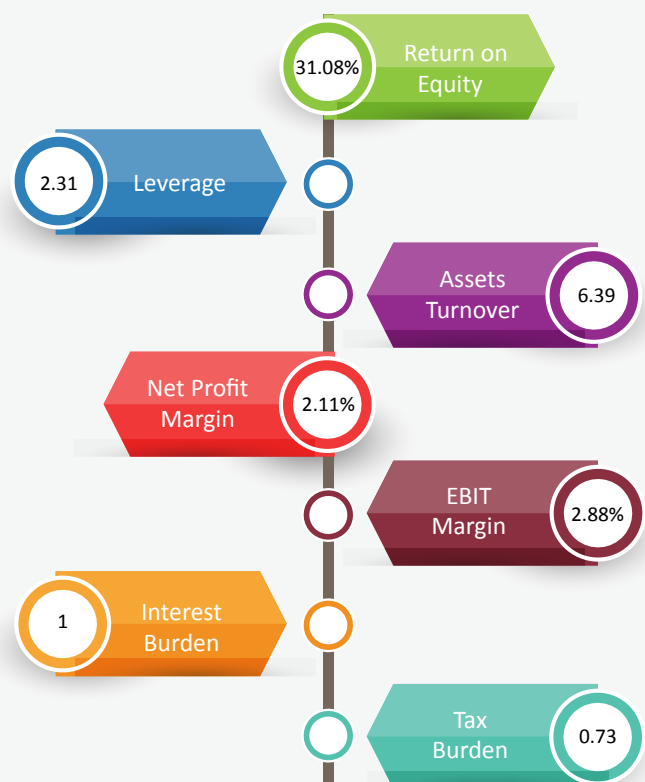 31.08%
Return on
Equity
2.31
Leverage
Assets
Turnover
6.39
Net Profit
Margin
2.11%
EBIT
Margin
2.88%
1
Interest
Burden
Tax
Burden
0.73